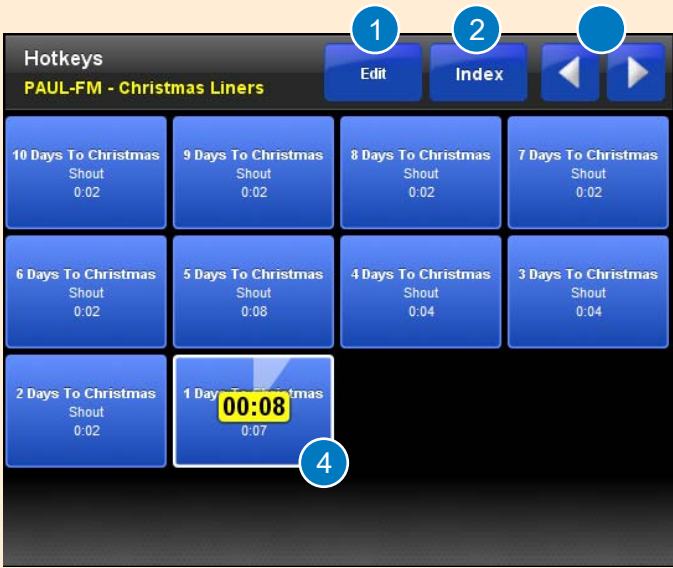 1
2
Hotkeys
PAUL-FM - Christmas Liners
Edit
Index
10 Days To Christmas
Shout
0:02
9 Days To Christmas
Shout
0:02
8 Days To Christmas
Shout
0:02
7 Days To Christmas
Shout
0:02
6 Days To Christmas
Shout
0:02
5 Days To Christmas
Shout
0:08
4 Days To Christmas
Shout
0:04
3 Days To Christmas
Shout
0:04
2 Days To Christmas
Shout
0:02
1 Day tmas
00:08
0:07
4